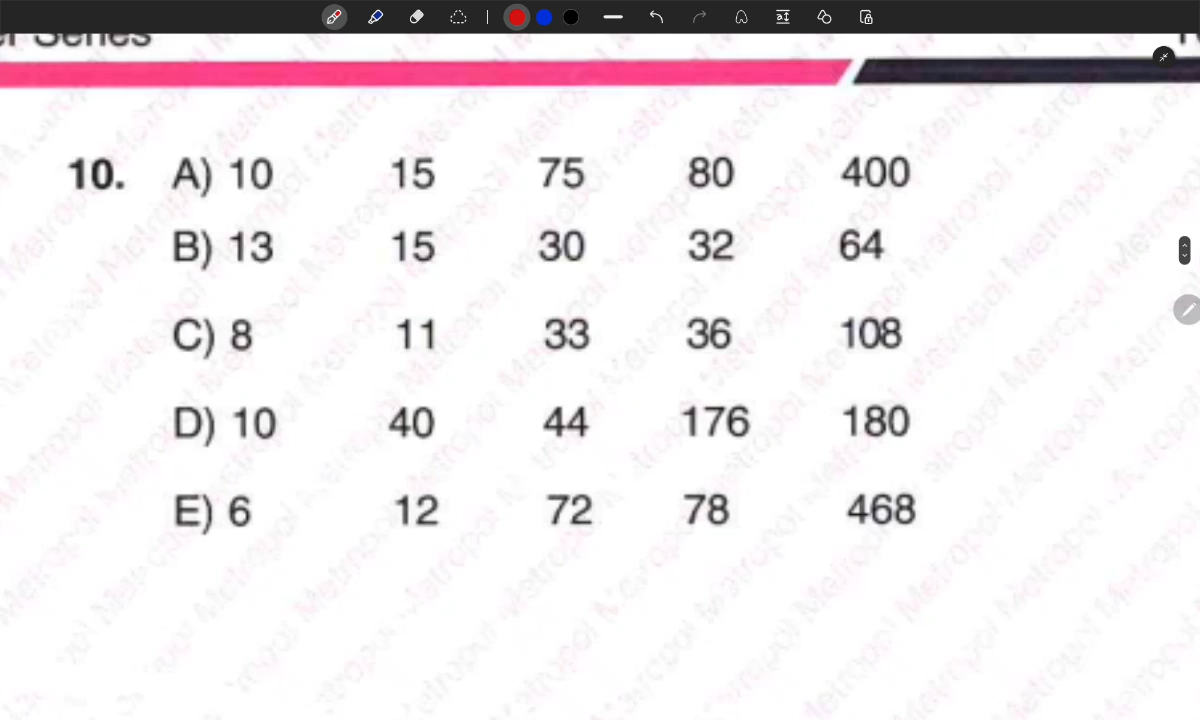 Series
10. A) 10 15 75 80 400
B) 13 15 30 32 64
C) 8 11 33 36 108
D) 10 40 44 176 180
E) 6 12 72 78 468